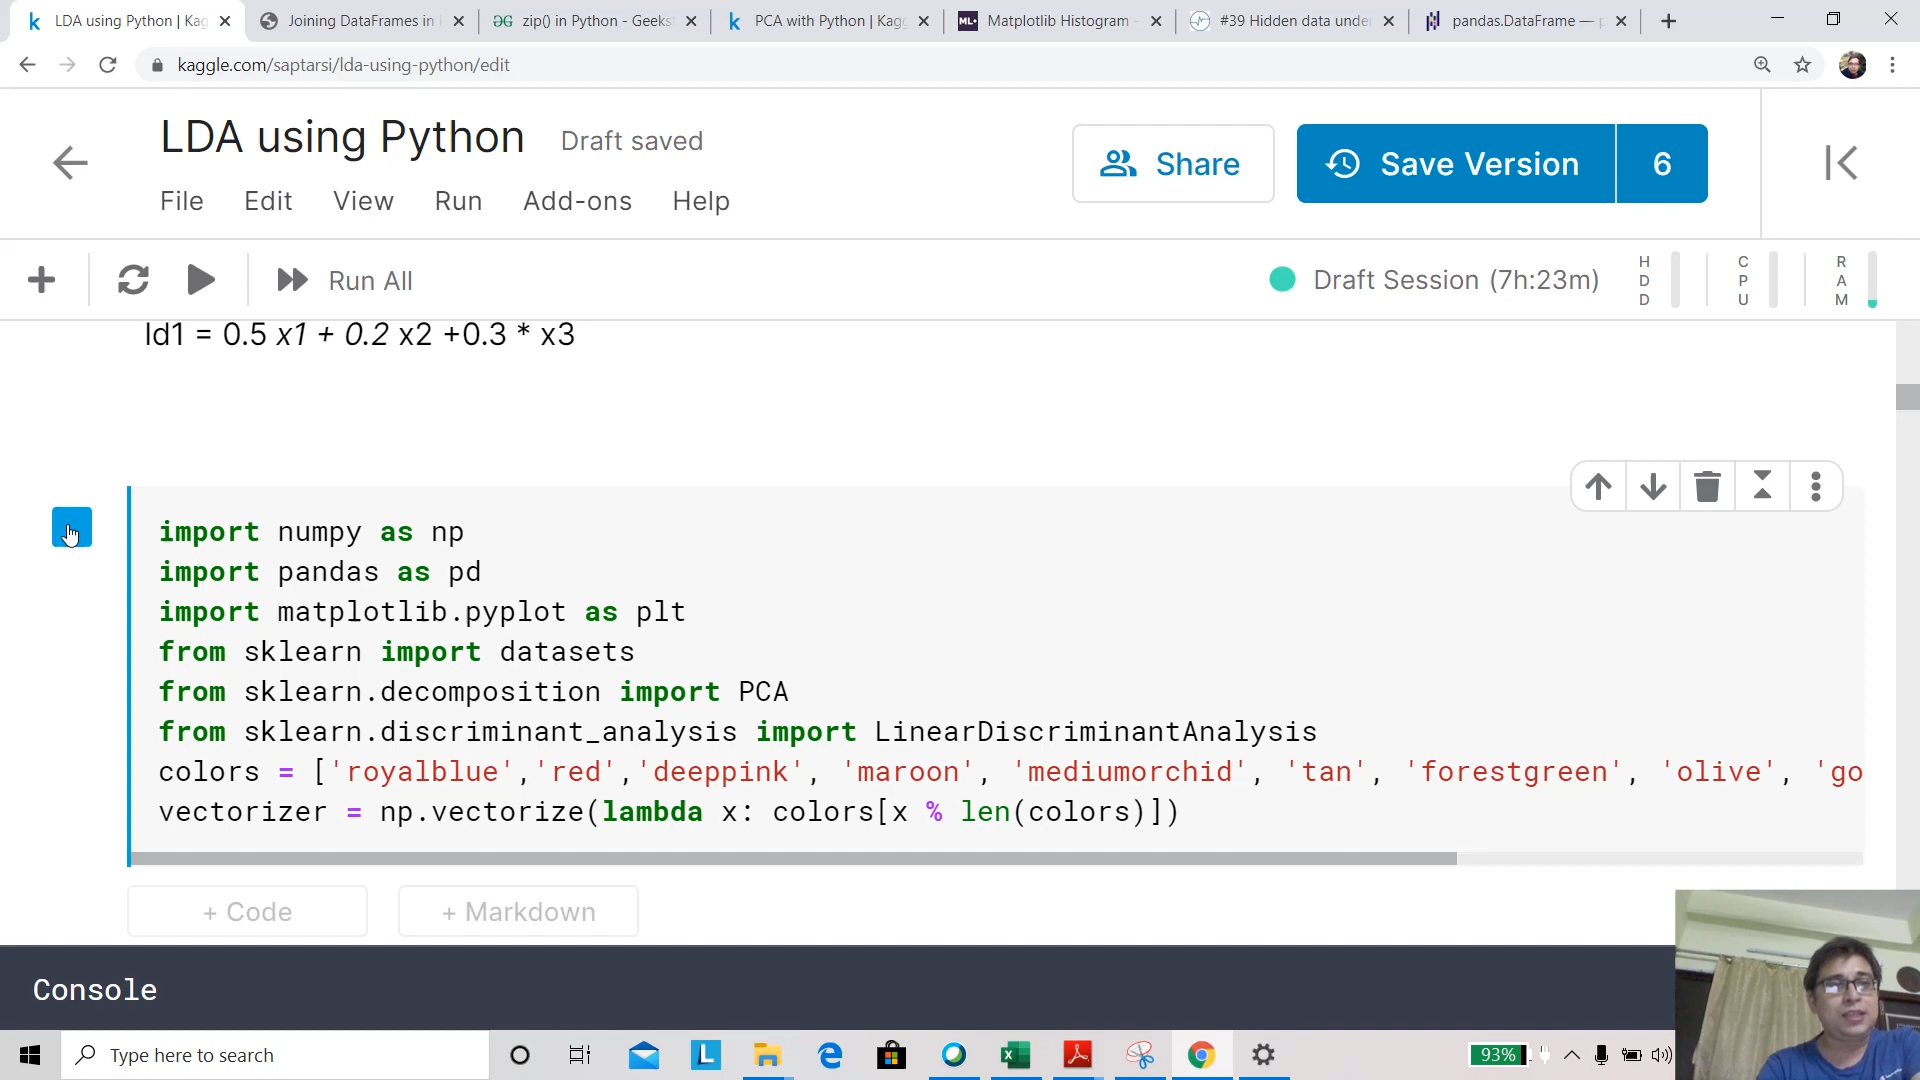 LDA using Python | Kag
Joining DataFrames in
zip() in Python - Geeks
PCA with Python | Kagg
ML
Matplotlib Histogram -
#39 Hidden data unde
pandas.DataFrame —
kaggle.com/saptarsi/lda-using-python/edit
LDA using Python
Draft saved
Share
Save Version
6
File
Edit
View
Run
Add-ons
Help
Run All
Draft Session (7h:23m)
HDD
CPU
RAM
ld1 = 0.5 x1 + 0.2 x2 +0.3 * x3
import numpy as np
import pandas as pd
import matplotlib.pyplot as plt
from sklearn import datasets
from sklearn.decomposition import PCA
from sklearn.discriminant_analysis import LinearDiscriminantAnalysis
colors = ['royalblue','red','deeppink', 'maroon', 'mediumorchid', 'tan', 'forestgreen', 'olive', 'go
vectorizer = np.vectorize(lambda x: colors[x % len(colors)])
+ Code
+ Markdown
Console
Type here to search
93%